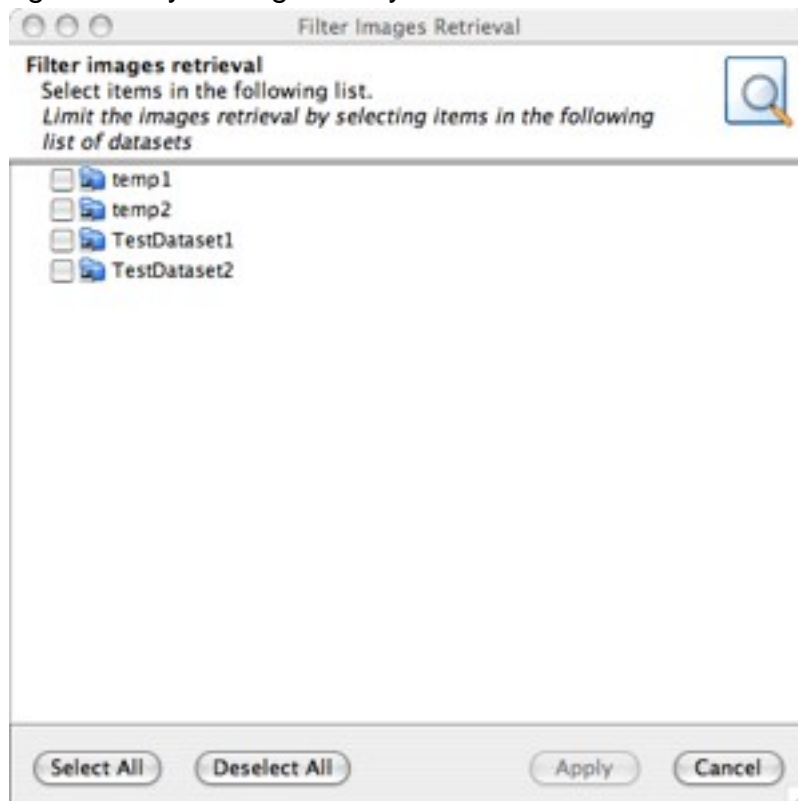 Filter Images Retrieval
Filter images retrieval
Select items in the following list.
Limit the images retrieval by selecting items in the following
list of datasets
temp1
temp2
TestDataset1
TestDataset2
Select All Deselect All Apply Cancel